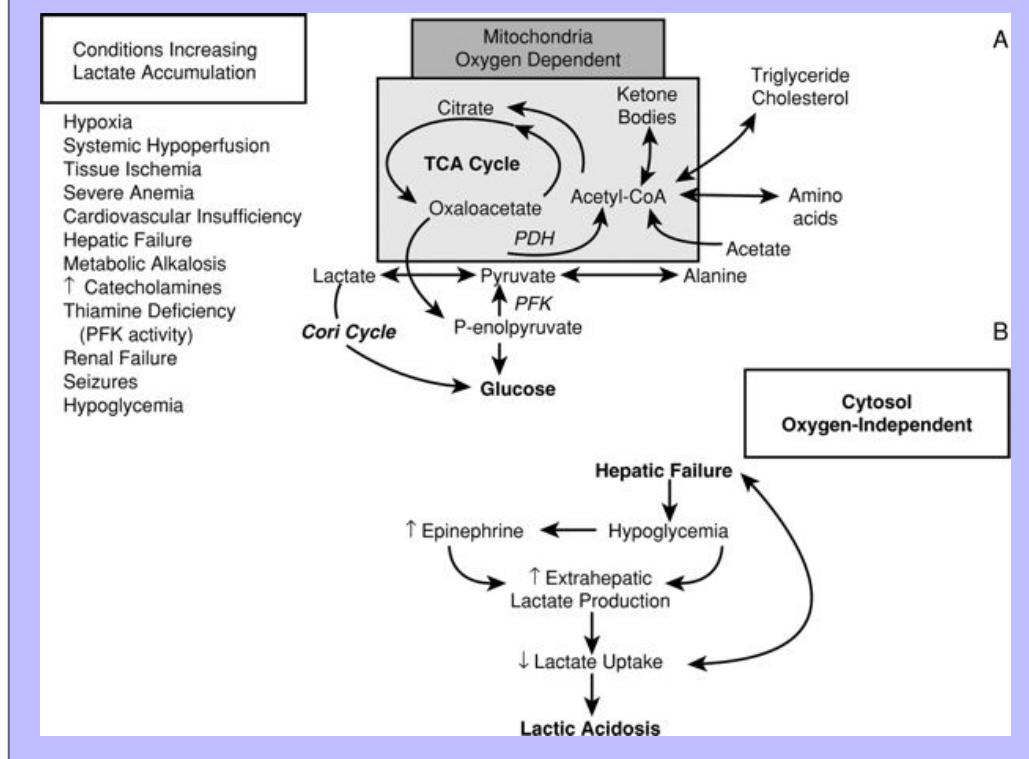 Conditions Increasing
Lactate Accumulation
Hypoxia
Systemic Hypoperfusion
Tissue Ischemia
Severe Anemia
Cardiovascular Insufficiency
Hepatic Failure
Metabolic Alkalosis
↑ Catecholamines
Thiamine Deficiency
(PFK activity)
Renal Failure
Seizures
Hypoglycemia
A
Mitochondria
Oxygen Dependent
Citrate
Ketone
Bodies
Triglyceride
Cholesterol
TCA Cycle
Oxaloacetate
Acetyl-CoA
Amino
acids
PDH
Acetate
Lactate
Pyruvate
Alanine
PFK
Cori Cycle
P-enolpyruvate
Glucose
B
Cytosol
Oxygen-Independent
Hepatic Failure
↑ Epinephrine
Hypoglycemia
↑ Extrahepatic
Lactate Production
↓ Lactate Uptake
Lactic Acidosis